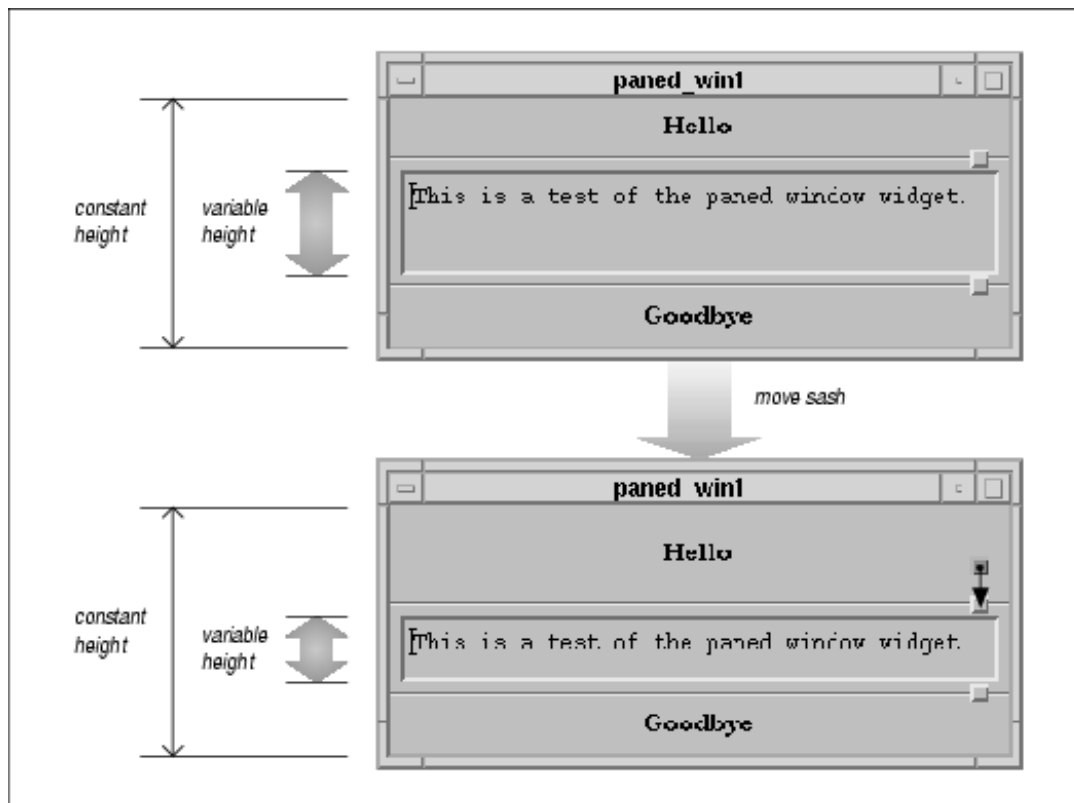 paned_win1
Hello
This is a test of the paned window widget.
Goodbye
constant
height
variable
height
move sash
paned_win1
Hello
This is a test of the paned window widget.
Goodbye
constant
height
variable
height